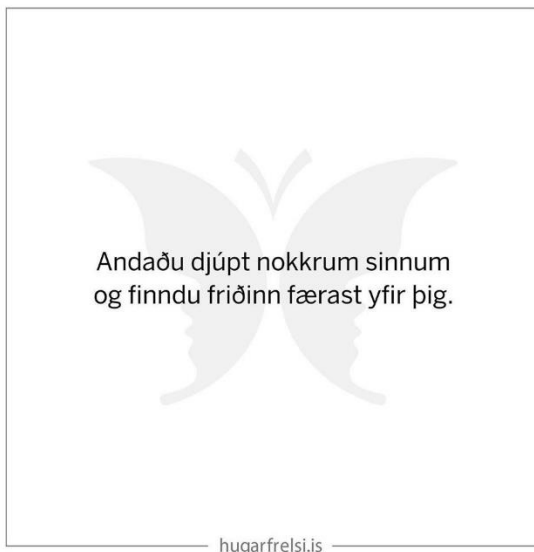 Andaðu djúpt nokkrum sinnum
og finndu friðinn færast yfir þig.
hugarfrelsi.is